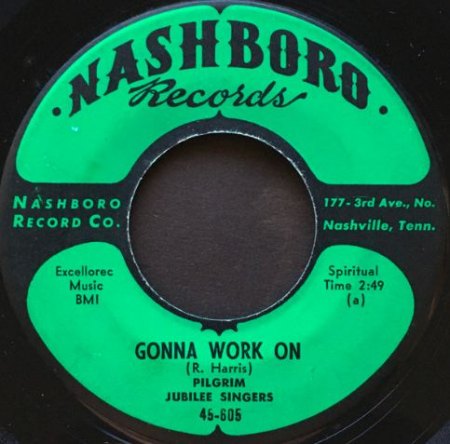 · NASHBORO ·
Records
NASHBORO
RECORD CO.
177-3rd Ave., No.
Nashville, Tenn.
Excellorec
Music
BMI
Spiritual
Time 2:49
(a)
GONNA WORK ON
(R. Harris)
PILGRIM
JUBILEE SINGERS
45-605